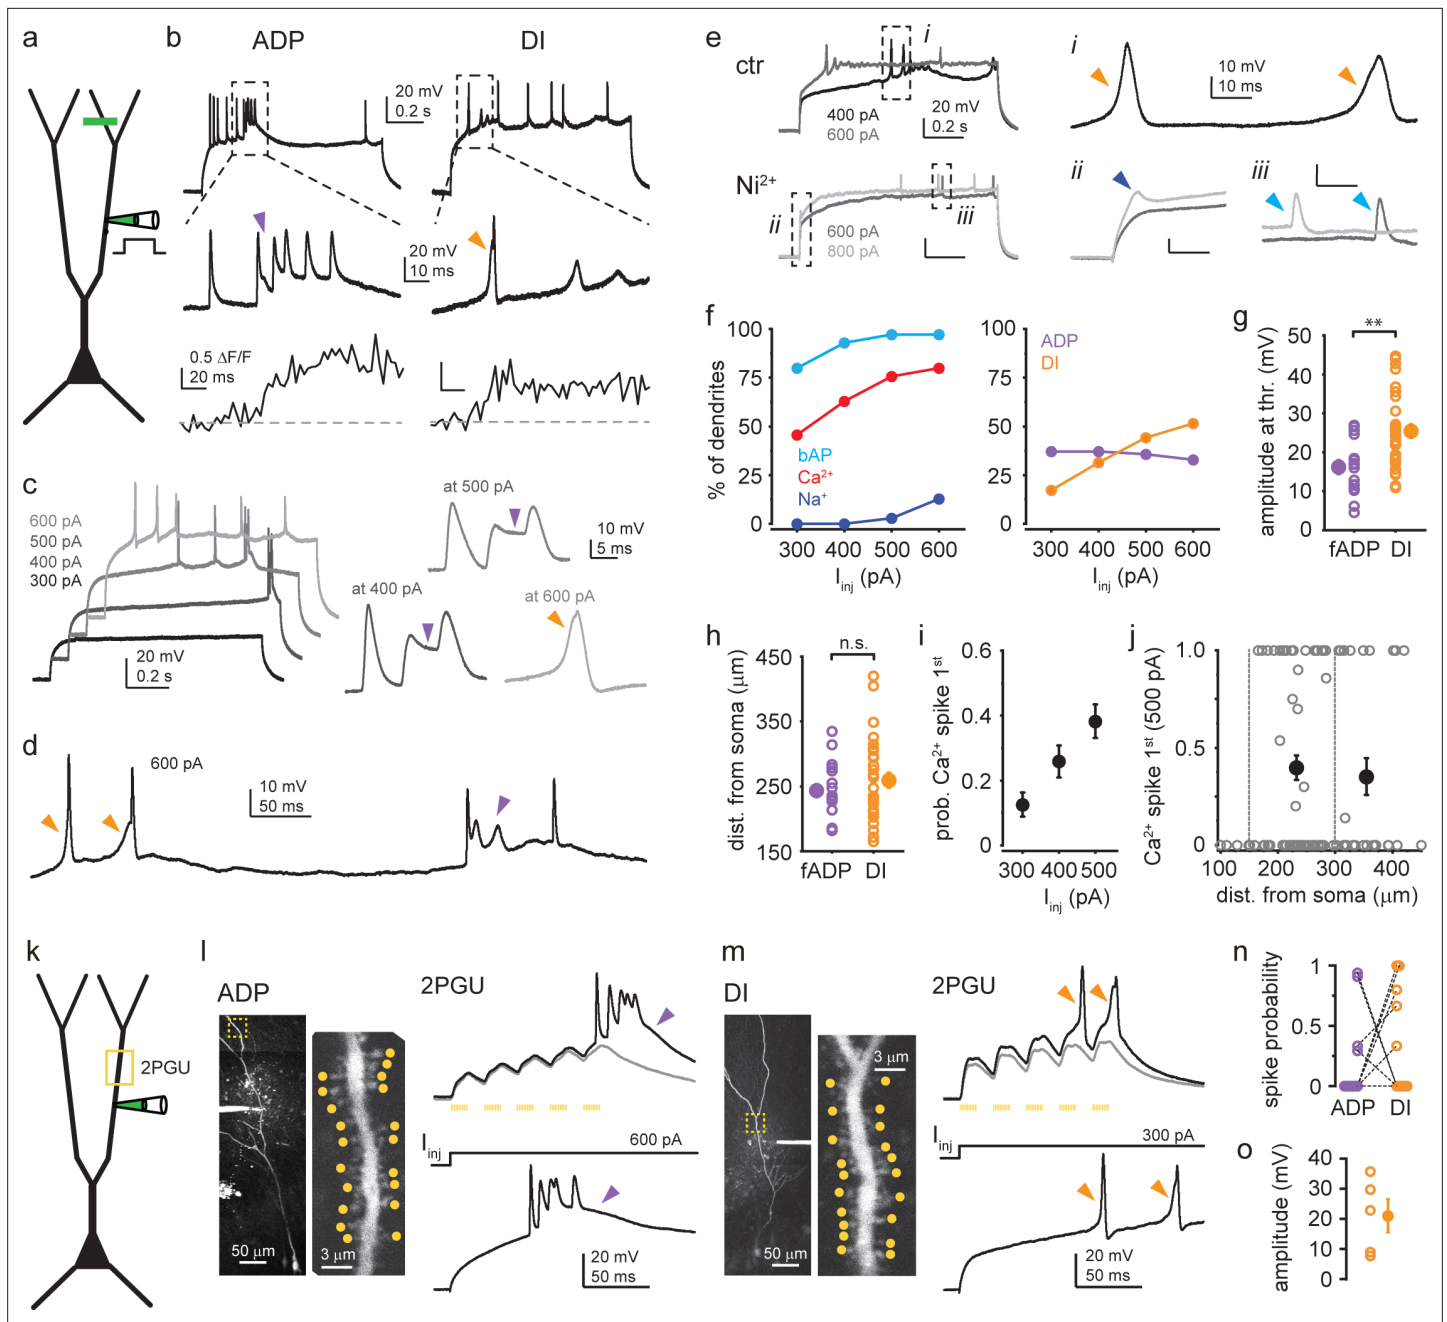 a
b
ADP
DI
20 mV
0.2 s
20 mV
10 ms
0.5 ΔF/F
20 ms
c
600 pA
500 pA
400 pA
300 pA
20 mV
0.2 s
at 500 pA
10 mV
5 ms
at 400 pA
at 600 pA
d
600 pA
10 mV
50 ms
e
ctr
i
400 pA
600 pA
20 mV
0.2 s
i
10 mV
10 ms
Ni²⁺
ii
iii
600 pA
800 pA
ii
iii
f
% of dendrites
100
75
50
25
0
bAP
Ca²⁺
Na⁺
300 400 500 600
I inj (pA)
100
75
50
25
0
ADP
DI
300 400 500 600
I inj (pA)
g
amplitude at thr. (mV)
50
40
30
20
10
0
**
fADP DI
h
dist. from soma (μm)
450
350
250
150
n.s.
fADP DI
i
prob. Ca²⁺ spike 1st
0.6
0.4
0.2
0
300 400 500
I inj (pA)
j
Ca²⁺ spike 1st (500 pA)
1.0
0.5
0
100 200 300 400
dist. from soma (μm)
k
2PGU
l
ADP
50 μm
3 μm
2PGU
I inj
600 pA
20 mV
50 ms
m
DI
50 μm
3 μm
2PGU
I inj
300 pA
20 mV
50 ms
n
spike probability
1
0.5
0
ADP DI
o
amplitude (mV)
40
30
20
10
0